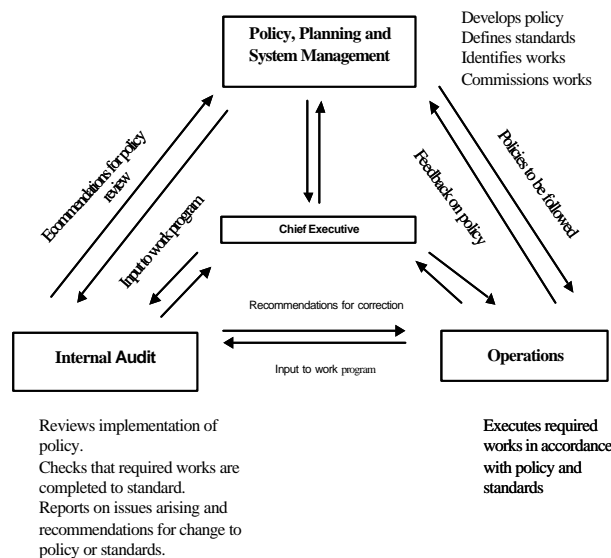 Policy, Planning and
System Management
Develops policy
Defines standards
Identifies works
Commissions works
Ecommendations for policy
review
Input to work program
Feedback on
policy
Policies to be followed
Chief Executive
Recommendations for correction
Internal Audit
Operations
Input to work program
Reviews implementation of
policy.
Checks that required works are
completed to standard.
Reports on issues arising and
recommendations for change to
policy or standards.
Executes required
works in accordance
with policy and
standards